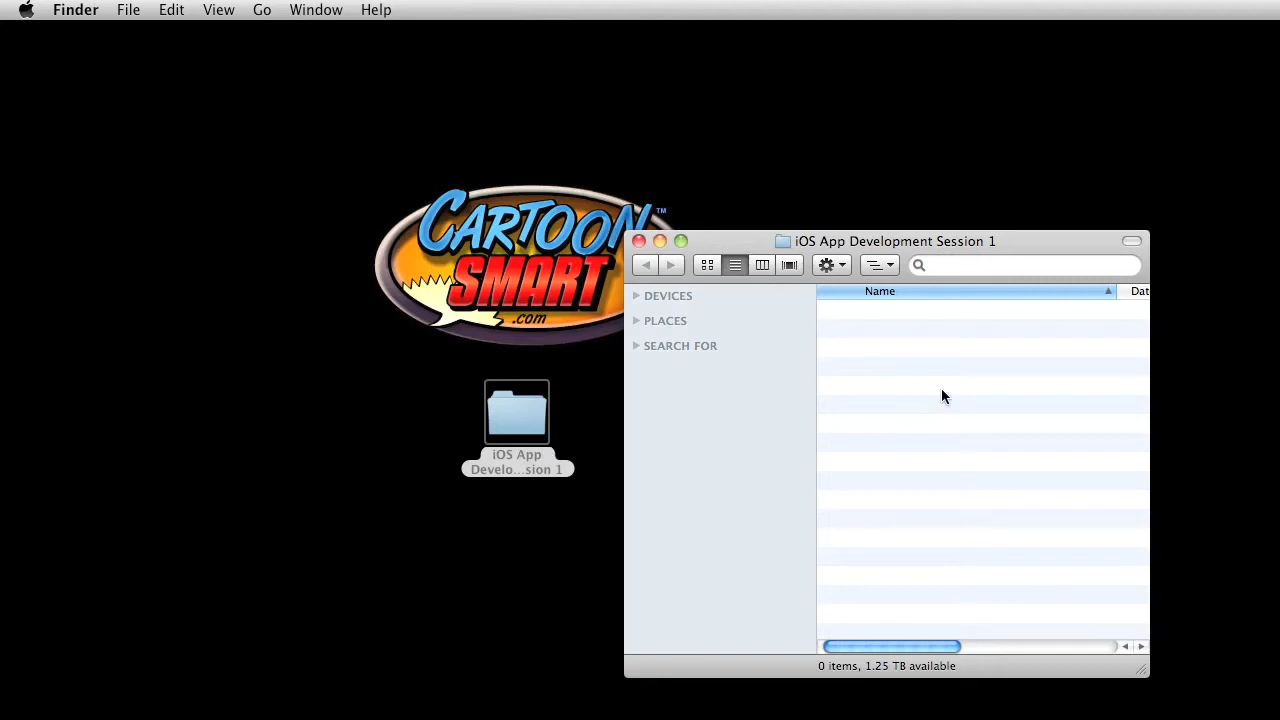 Finder File Edit View Go Window Help
CARTOON™
SMART
.com
iOS App
Develo...sion 1
iOS App Development Session 1
Name Dat
DEVICES
PLACES
SEARCH FOR
0 items, 1.25 TB available